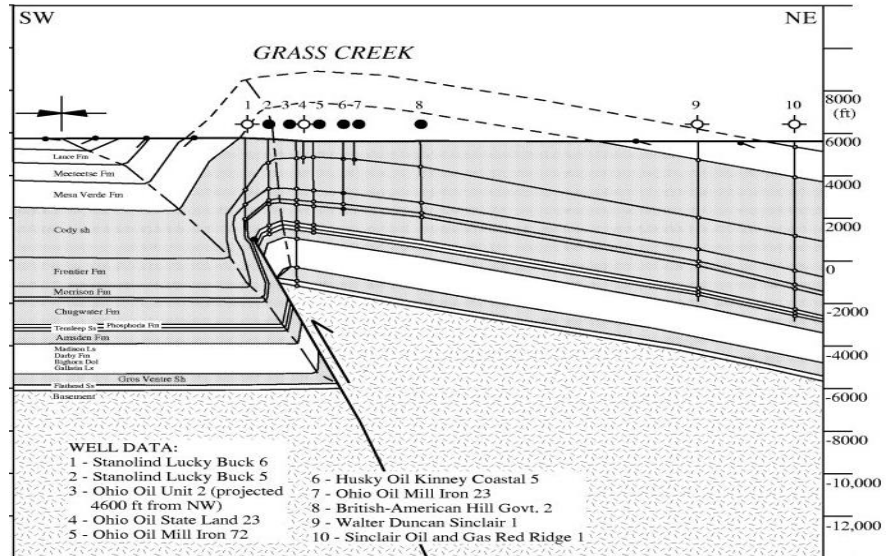 SW
NE
GRASS CREEK
1 2 3 4 5 6 7 8 9 10
8000
(ft)
6000
4000
2000
0
-2000
-4000
-6000
-8000
-10,000
-12,000
Lance Fm
Meeteetse Fm
Mesa Verde Fm
Cody sh
Frontier Fm
Morrison Fm
Chugwater Fm
Tensleep Ss Phosphoria Fm
Amsden Fm
Madison Ls
Darby Fm
Bighorn Dol
Gallatin Ls
Gros Ventre Sh
Flathead Ss
Basement
WELL DATA:
1 - Stanolind Lucky Buck 6
2 - Stanolind Lucky Buck 5
3 - Ohio Oil Unit 2 (projected
4600 ft from NW)
4 - Ohio Oil State Land 23
5 - Ohio Oil Mill Iron 72
6 - Husky Oil Kinney Coastal 5
7 - Ohio Oil Mill Iron 23
8 - British-American Hill Govt. 2
9 - Walter Duncan Sinclair 1
10 - Sinclair Oil and Gas Red Ridge 1